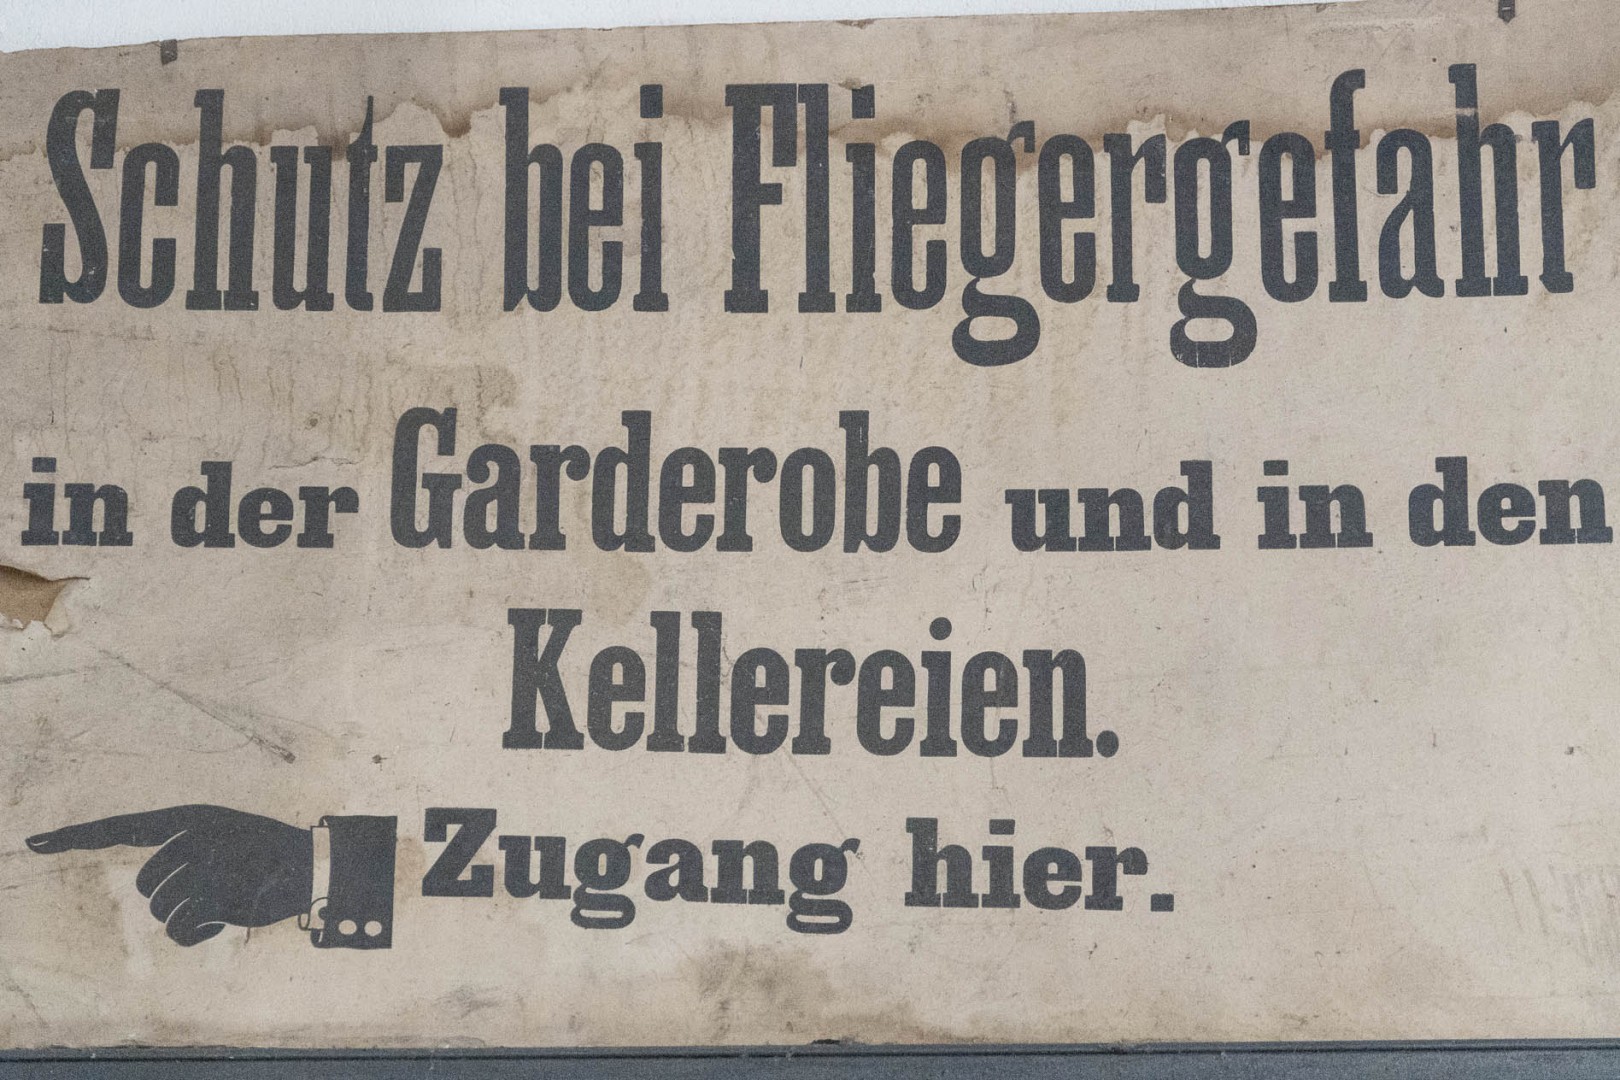 Schutz bei Fliegergefahr
in der Garderobe und in den
Kellereien.
Zugang hier.